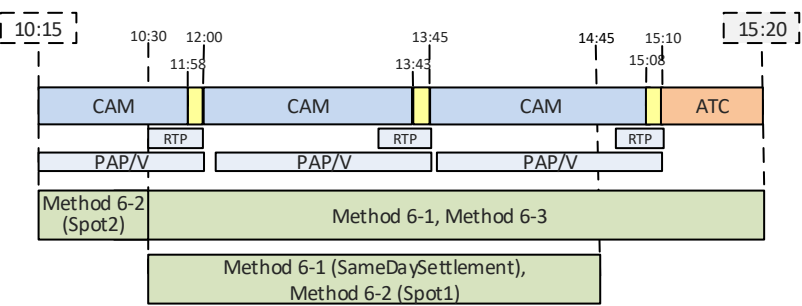 10:15
10:30
12:00
13:45
14:45
15:10
15:20
11:58
13:43
15:08
CAM
CAM
CAM
ATC
RTP
RTP
RTP
PAP/V
PAP/V
PAP/V
Method 6-2
(Spot2)
Method 6-1, Method 6-3
Method 6-1 (SameDaySettlement),
Method 6-2 (Spot1)